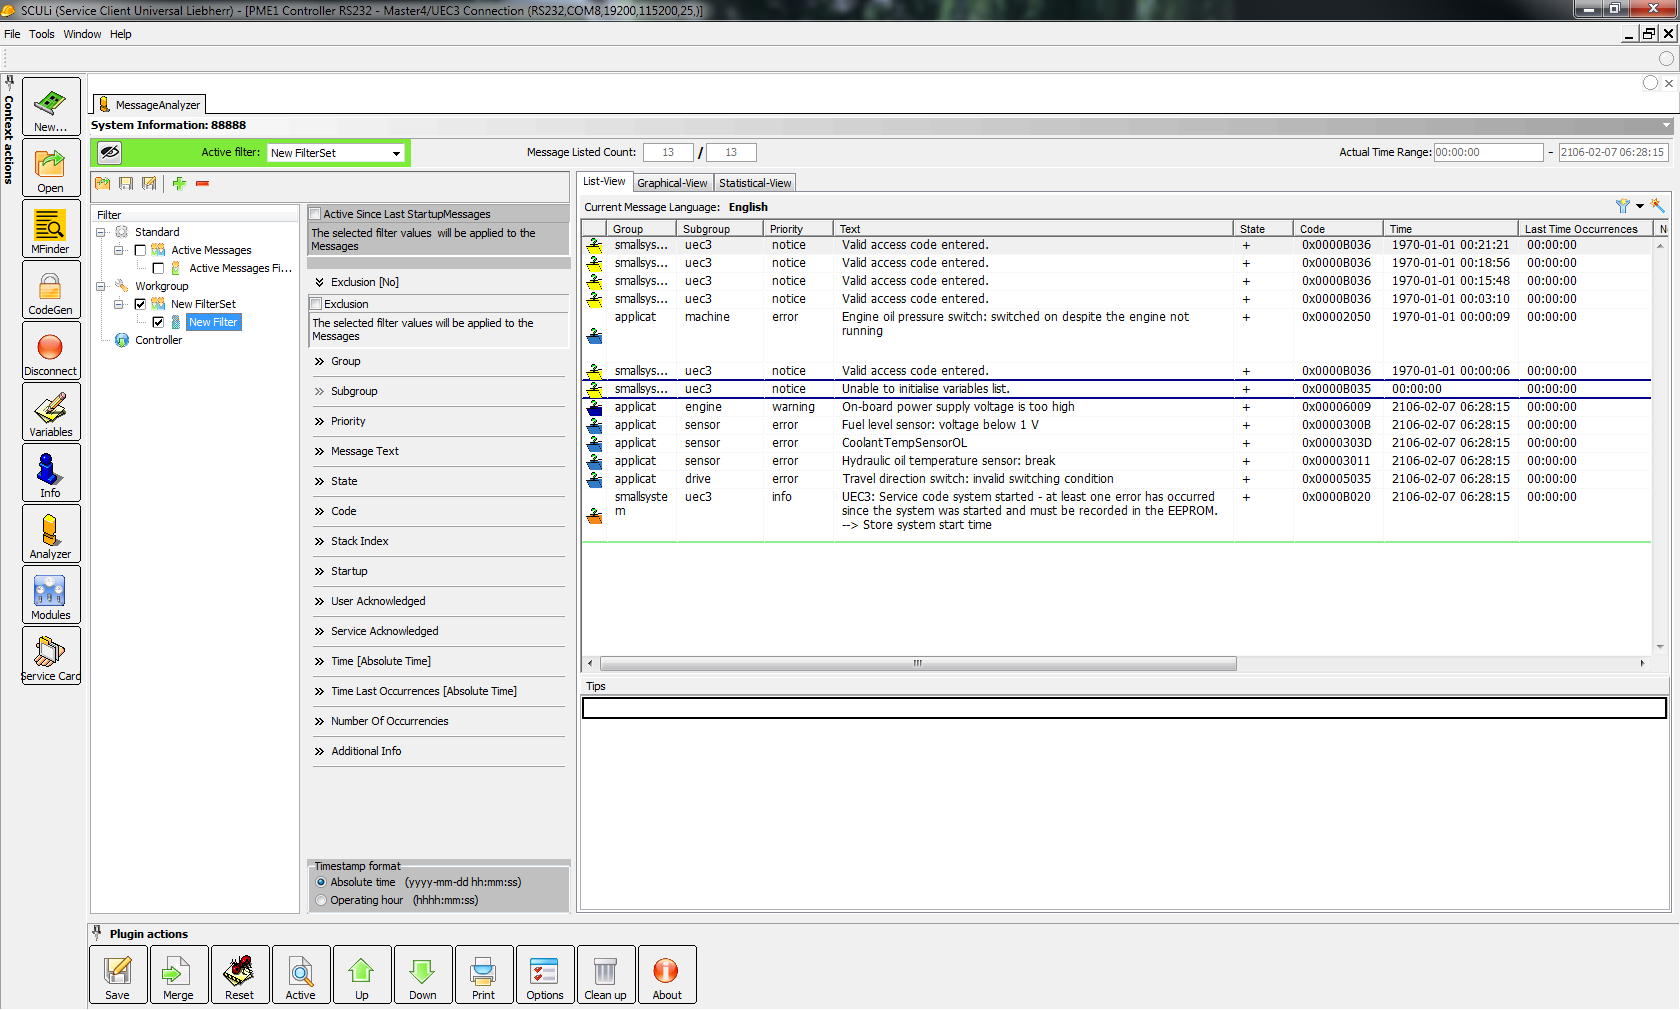 SCULi (Service Client Universal Liebherr) - [PME1 Controller RS232 - Master4/UEC3 Connection (RS232,COM8,19200,115200,25,)]
File Tools Window Help
Context actions
New...
Open
MFinder
CodeGen
Disconnect
Variables
Info
Analyzer
Modules
Service Card
MessageAnalyzer
System Information: 88888
Active filter: New FilterSet
Message Listed Count: 13 / 13
Actual Time Range: 00:00:00 - 2106-02-07 06:28:15
Filter
Standard
Active Messages
Active Messages Fi...
Workgroup
New FilterSet
New Filter
Controller
Active Since Last StartupMessages
The selected filter values will be applied to the
Messages
Exclusion [No]
Exclusion
The selected filter values will be applied to the
Messages
Group
Subgroup
Priority
Message Text
State
Code
Stack Index
Startup
User Acknowledged
Service Acknowledged
Time [Absolute Time]
Time Last Occurrences [Absolute Time]
Number Of Occurrencies
Additional Info
Timestamp format
Absolute time (yyyy-mm-dd hh:mm:ss)
Operating hour (hhhh:mm:ss)
List-View Graphical-View Statistical-View
Current Message Language: English
Group Subgroup Priority Text State Code Time Last Time Occurrences N
smallsys... uec3 notice Valid access code entered. + 0x0000B036 1970-01-01 00:21:21 00:00:00
smallsys... uec3 notice Valid access code entered. + 0x0000B036 1970-01-01 00:18:56 00:00:00
smallsys... uec3 notice Valid access code entered. + 0x0000B036 1970-01-01 00:15:48 00:00:00
smallsys... uec3 notice Valid access code entered. + 0x0000B036 1970-01-01 00:03:10 00:00:00
applicat machine error Engine oil pressure switch: switched on despite the engine not + 0x00002050 1970-01-01 00:00:09 00:00:00
running
smallsys... uec3 notice Valid access code entered. + 0x0000B036 1970-01-01 00:00:06 00:00:00
smallsys... uec3 notice Unable to initialise variables list. + 0x0000B035 00:00:00 00:00:00
applicat engine warning On-board power supply voltage is too high + 0x00006009 2106-02-07 06:28:15 00:00:00
applicat sensor error Fuel level sensor: voltage below 1 V + 0x0000300B 2106-02-07 06:28:15 00:00:00
applicat sensor error CoolantTempSensorOL + 0x0000303D 2106-02-07 06:28:15 00:00:00
applicat sensor error Hydraulic oil temperature sensor: break + 0x00003011 2106-02-07 06:28:15 00:00:00
applicat drive error Travel direction switch: invalid switching condition + 0x00005035 2106-02-07 06:28:15 00:00:00
smallsyste uec3 info UEC3: Service code system started - at least one error has occurred + 0x0000B020 2106-02-07 06:28:15 00:00:00
m since the system was started and must be recorded in the EEPROM.
--> Store system start time
Tips
Plugin actions
Save Merge Reset Active Up Down Print Options Clean up About